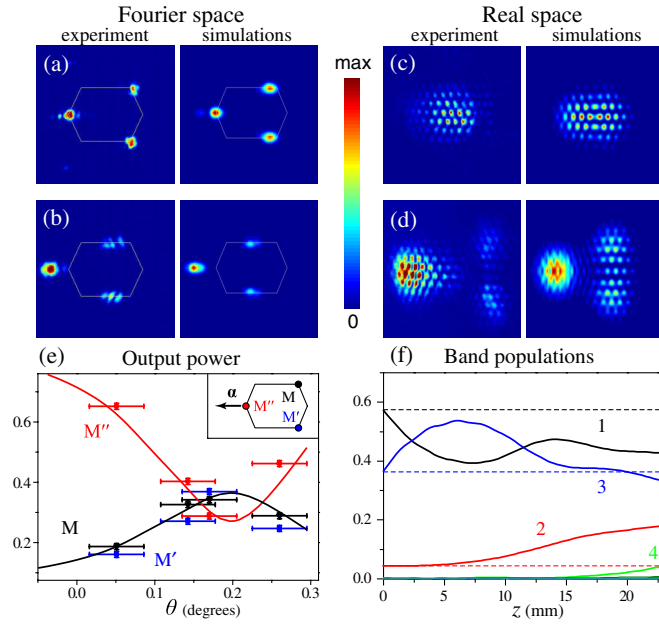 Fourier space
Real space
experiment
simulations
experiment
simulations
(a)
max
(c)
(b)
(d)
0
(e)
Output power
(f)
Band populations
0.6
0.4
0.2
M″
M
M′
α
M
M″
M′
0.0
0.1
0.2
0.3
θ (degrees)
0.6
0.4
0.2
0.0
1
3
2
4
0
5
10
15
20
z (mm)